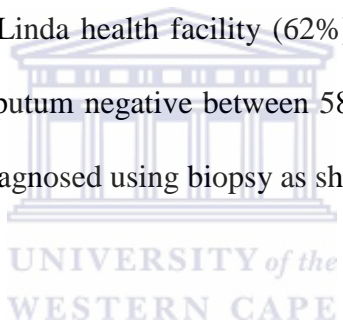 Linda health facility (62%)
putum negative between 58
agnosed using biopsy as sh
UNIVERSITY of the
WESTERN CAPE